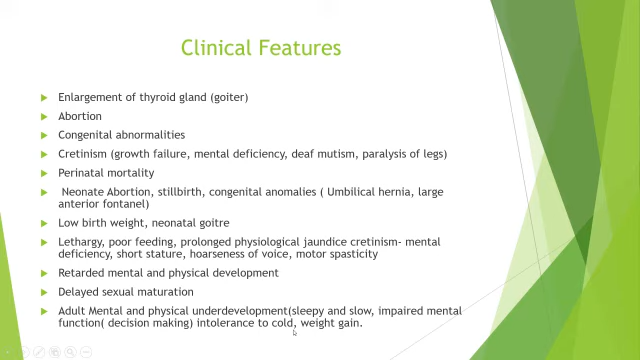 Clinical Features
Enlargement of thyroid gland (goiter)
Abortion
Congenital abnormalities
Cretinism (growth failure, mental deficiency, deaf mutism, paralysis of legs)
Perinatal mortality
Neonate Abortion, stillbirth, congenital anomalies ( Umbilical hernia, large
anterior fontanel)
Low birth weight, neonatal goitre
Lethargy, poor feeding, prolonged physiological jaundice cretinism- mental
deficiency, short stature, hoarseness of voice, motor spasticity
Retarded mental and physical development
Delayed sexual maturation
Adult Mental and physical underdevelopment(sleepy and slow, impaired mental
function( decision making) intolerance to cold, weight gain.